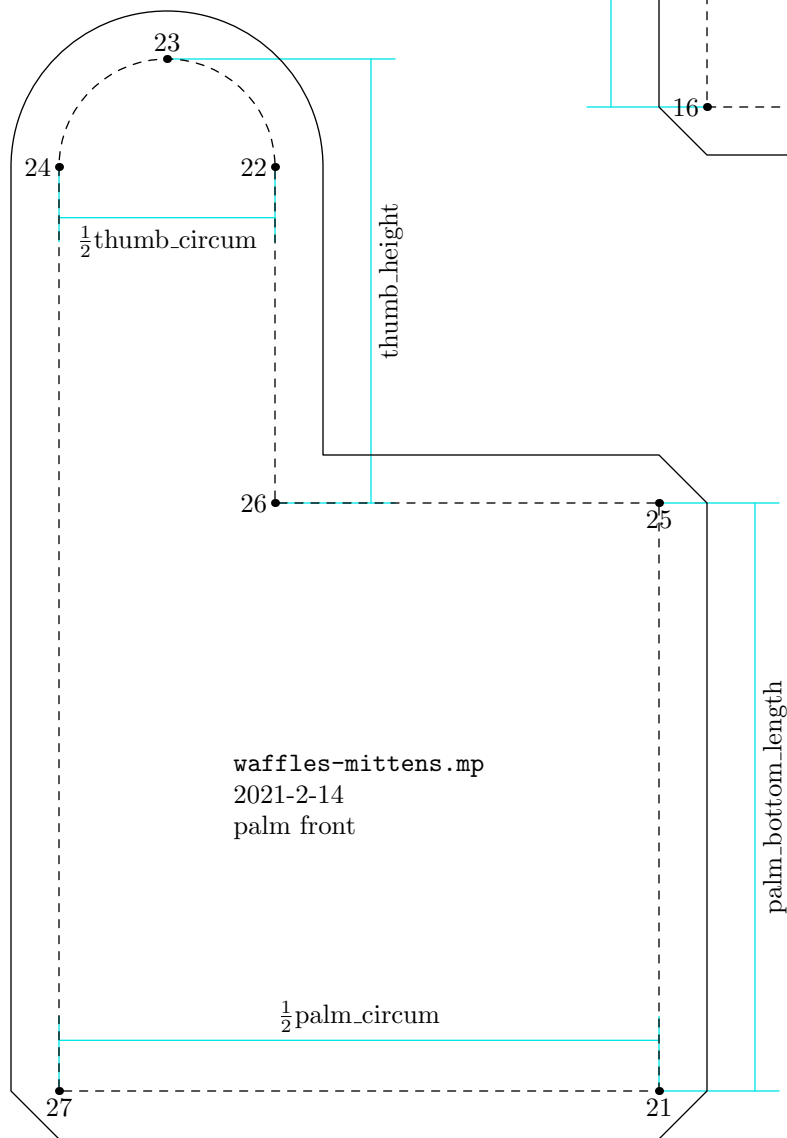 23
16
24
22
½thumb_circum
thumb_height
26
25
waffles-mittens.mp
2021-2-14
palm front
palm_bottom_length
½palm_circum
27
21